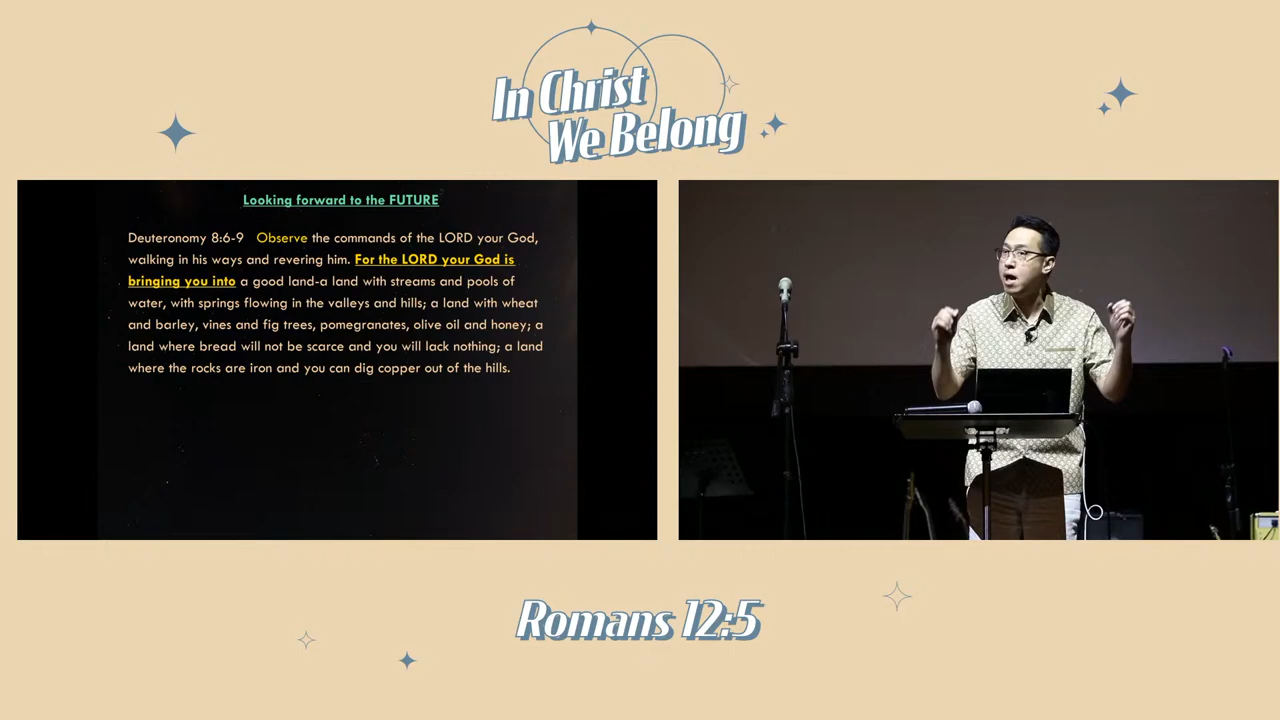 In Christ
We Belong
Looking forward to the FUTURE
Deuteronomy 8:6-9 Observe the commands of the LORD your God,
walking in his ways and revering him. For the LORD your God is
bringing you into a good land-a land with streams and pools of
water, with springs flowing in the valleys and hills; a land with wheat
and barley, vines and fig trees, pomegranates, olive oil and honey; a
land where bread will not be scarce and you will lack nothing; a land
where the rocks are iron and you can dig copper out of the hills.
Romans 12:5